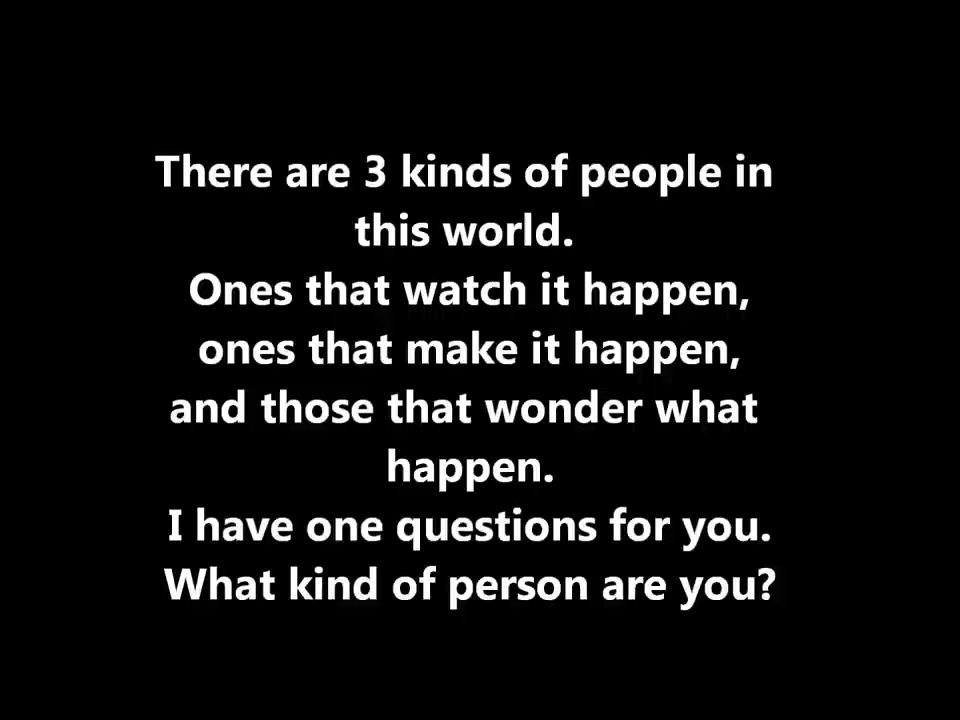 There are 3 kinds of people in
this world.
Ones that watch it happen,
ones that make it happen,
and those that wonder what
happen.
I have one questions for you.
What kind of person are you?